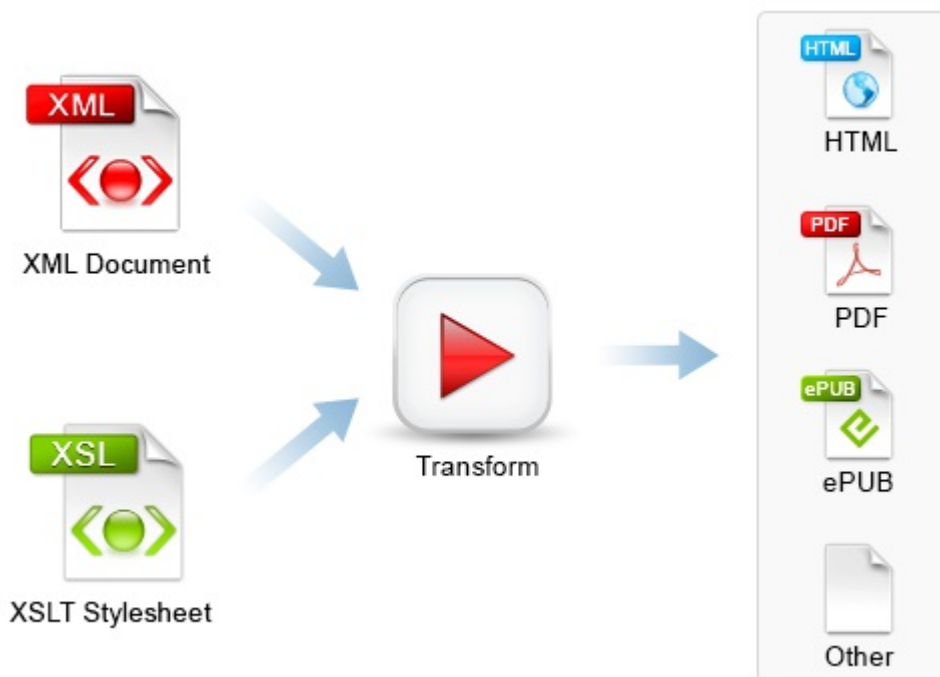 XML
XML Document
XSL
XSLT Stylesheet
Transform
HTML
HTML
PDF
PDF
ePUB
ePUB
Other